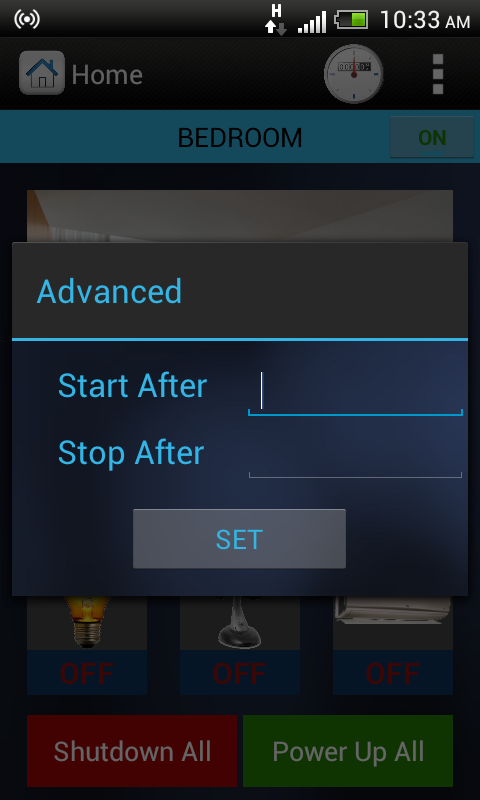 H
10:33 AM
Home
BEDROOM
ON
Advanced
Start After
Stop After
SET
OFF
OFF
OFF
Shutdown All
Power Up All